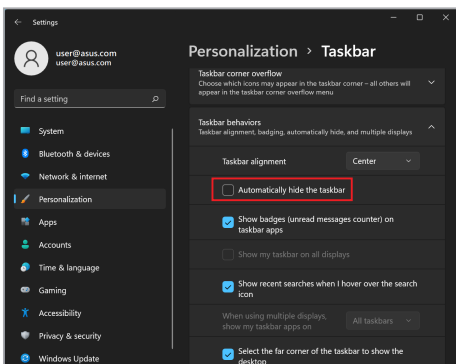 Settings
user@asus.com
user@asus.com
Find a setting
System
Bluetooth & devices
Network & internet
Personalization
Apps
Accounts
Time & language
Gaming
Accessibility
Privacy & security
Windows Update
Personalization > Taskbar
Taskbar corner overflow
Choose which icons may appear in the taskbar corner – all others will
appear in the taskbar corner overflow menu
Taskbar behaviors
Taskbar alignment, badging, automatically hide, and multiple displays
Taskbar alignment
Center
Automatically hide the taskbar
Show badges (unread messages counter) on
taskbar apps
Show my taskbar on all displays
Show recent searches when I hover over the search
icon
When using multiple displays,
show my taskbar apps on
All taskbars
Select the far corner of the taskbar to show the
desktop